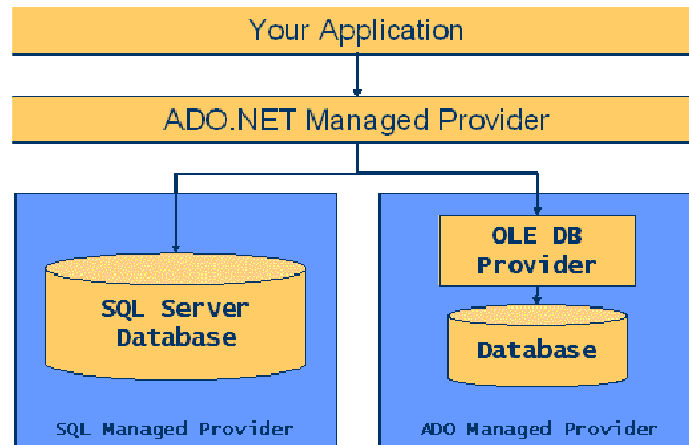 Your Application
ADO.NET Managed Provider
SQL Server
Database
SQL Managed Provider
OLE DB
Provider
Database
ADO Managed Provider